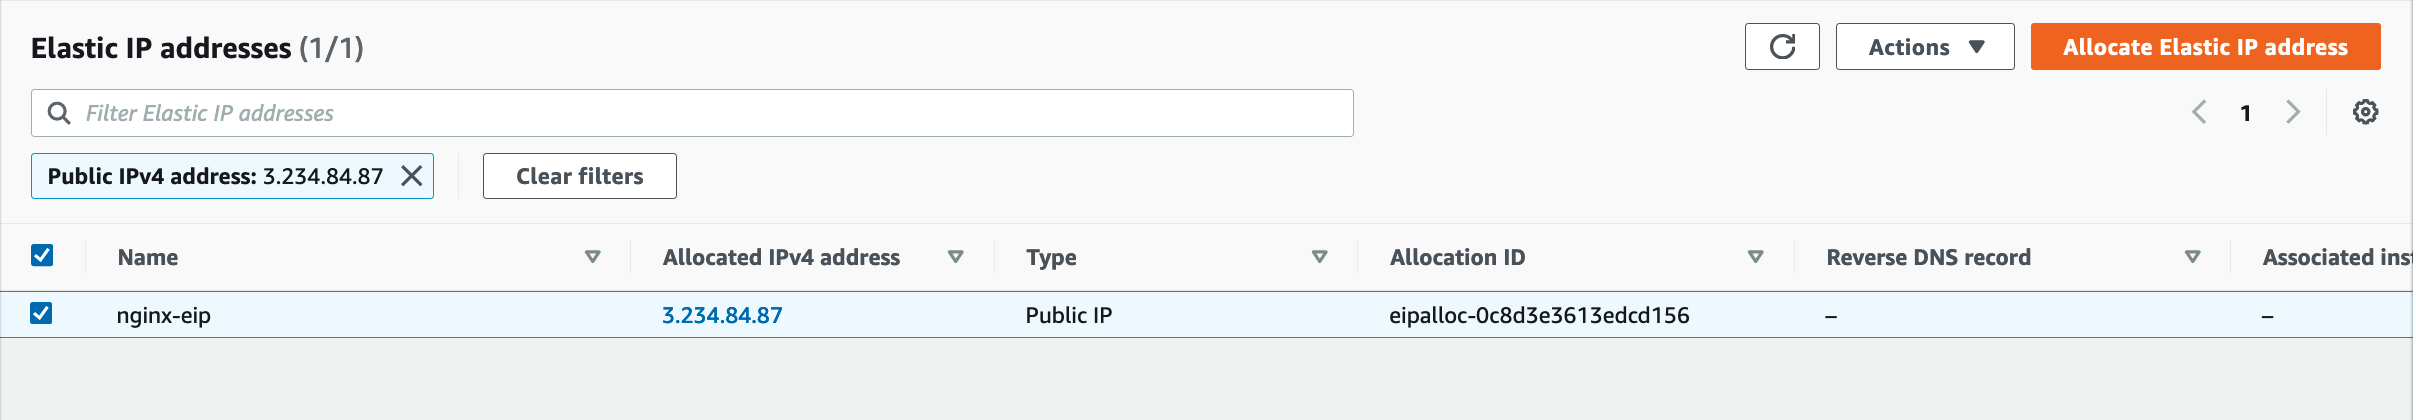 Elastic IP addresses (1/1)
Actions
Allocate Elastic IP address
Filter Elastic IP addresses
1
Public IPv4 address: 3.234.84.87
Clear filters
Name Allocated IPv4 address Type Allocation ID Reverse DNS record Associated inst
nginx-eip 3.234.84.87 Public IP eipalloc-0c8d3e3613edcd156 – –